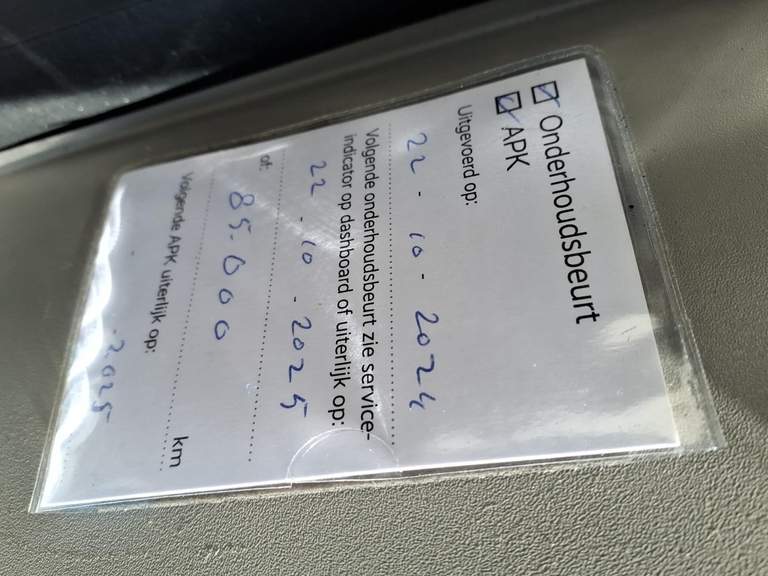 ☑ Onderhoudsbeurt
☑ APK
Uitgevoerd op:
22 - 10 - 2024
Volgende onderhoudsbeurt zie service-
indicator op dashboard of uiterlijk op:
22 - 10 - 2025
of:
85.000 km
Volgende APK uiterlijk op:
- 2025